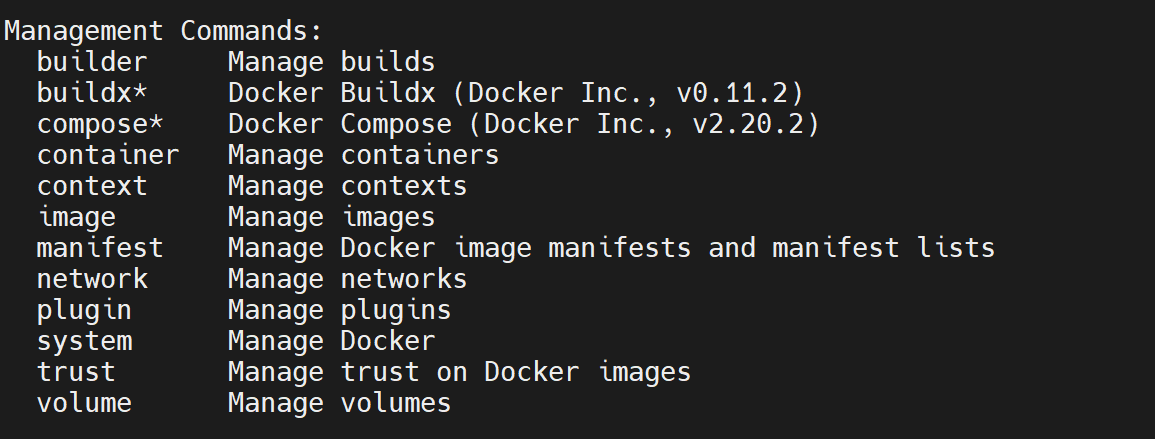 Management Commands:
  builder     Manage builds
  buildx*     Docker Buildx (Docker Inc., v0.11.2)
  compose*    Docker Compose (Docker Inc., v2.20.2)
  container   Manage containers
  context     Manage contexts
  image       Manage images
  manifest    Manage Docker image manifests and manifest lists
  network     Manage networks
  plugin      Manage plugins
  system      Manage Docker
  trust       Manage trust on Docker images
  volume      Manage volumes